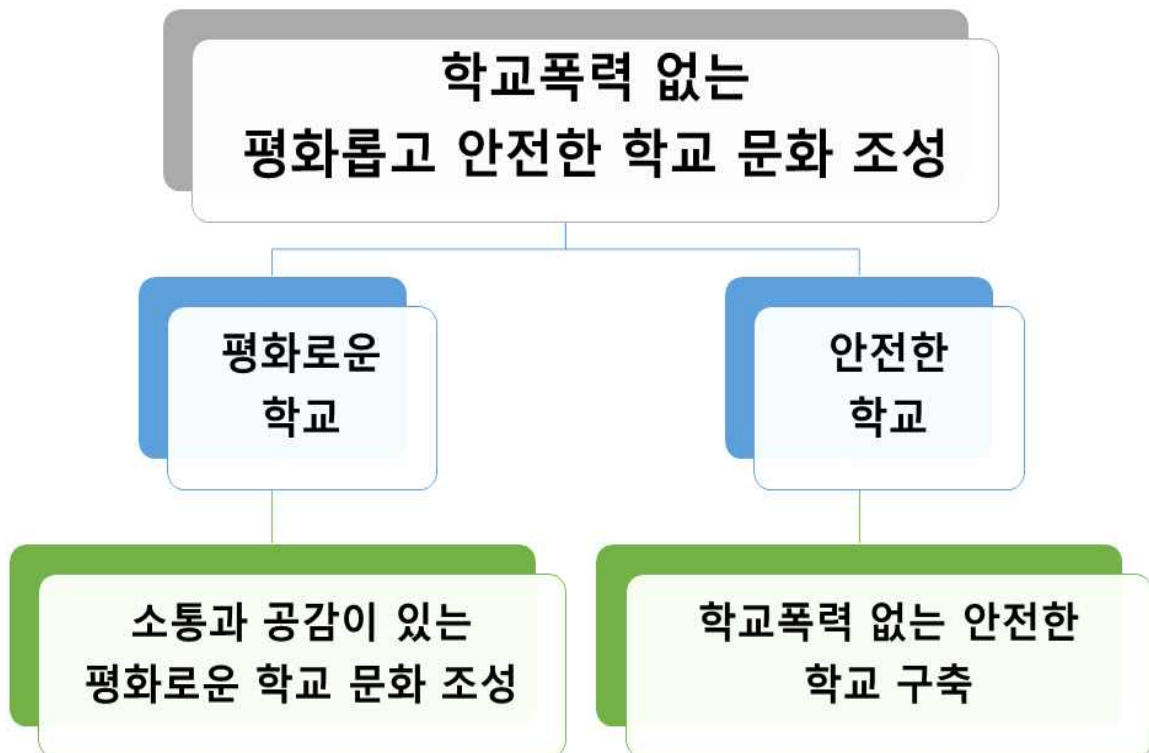 학교폭력 없는
평화롭고 안전한 학교 문화 조성
평화로운
학교
안전한
학교
소통과 공감이 있는
평화로운 학교 문화 조성
학교폭력 없는 안전한
학교 구축